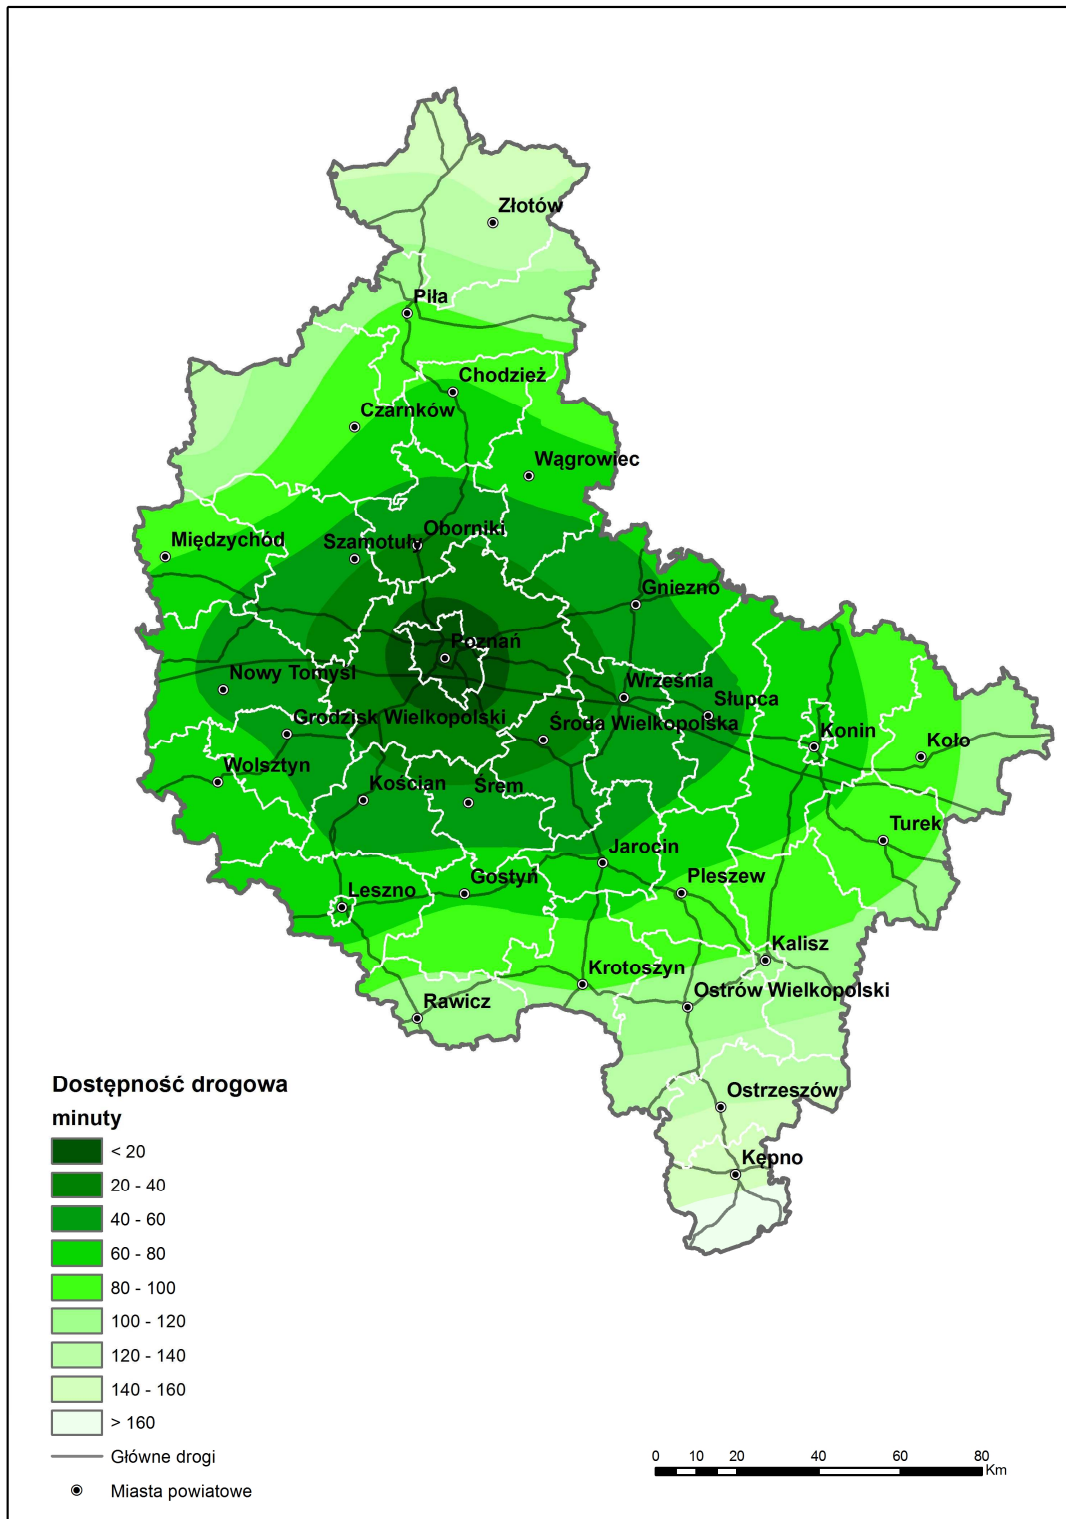 Złotów
Piła
Chodzież
Czarnków
Wągrowiec
Oborniki
Międzychód
Szamotuły
Gniezno
Poznań
Nowy Tomyśl
Września
Słupca
Grodzisk Wielkopolski
Środa Wielkopolska
Konin
Koło
Wolsztyn
Kościan
Śrem
Turek
Jarocin
Leszno
Gostyń
Pleszew
Kalisz
Krotoszyn
Ostrów Wielkopolski
Rawicz
Ostrzeszów
Kępno
Dostępność drogowa
minuty
< 20
20 - 40
40 - 60
60 - 80
80 - 100
100 - 120
120 - 140
140 - 160
> 160
Główne drogi
Miasta powiatowe
0 10 20 40 60 80
Km